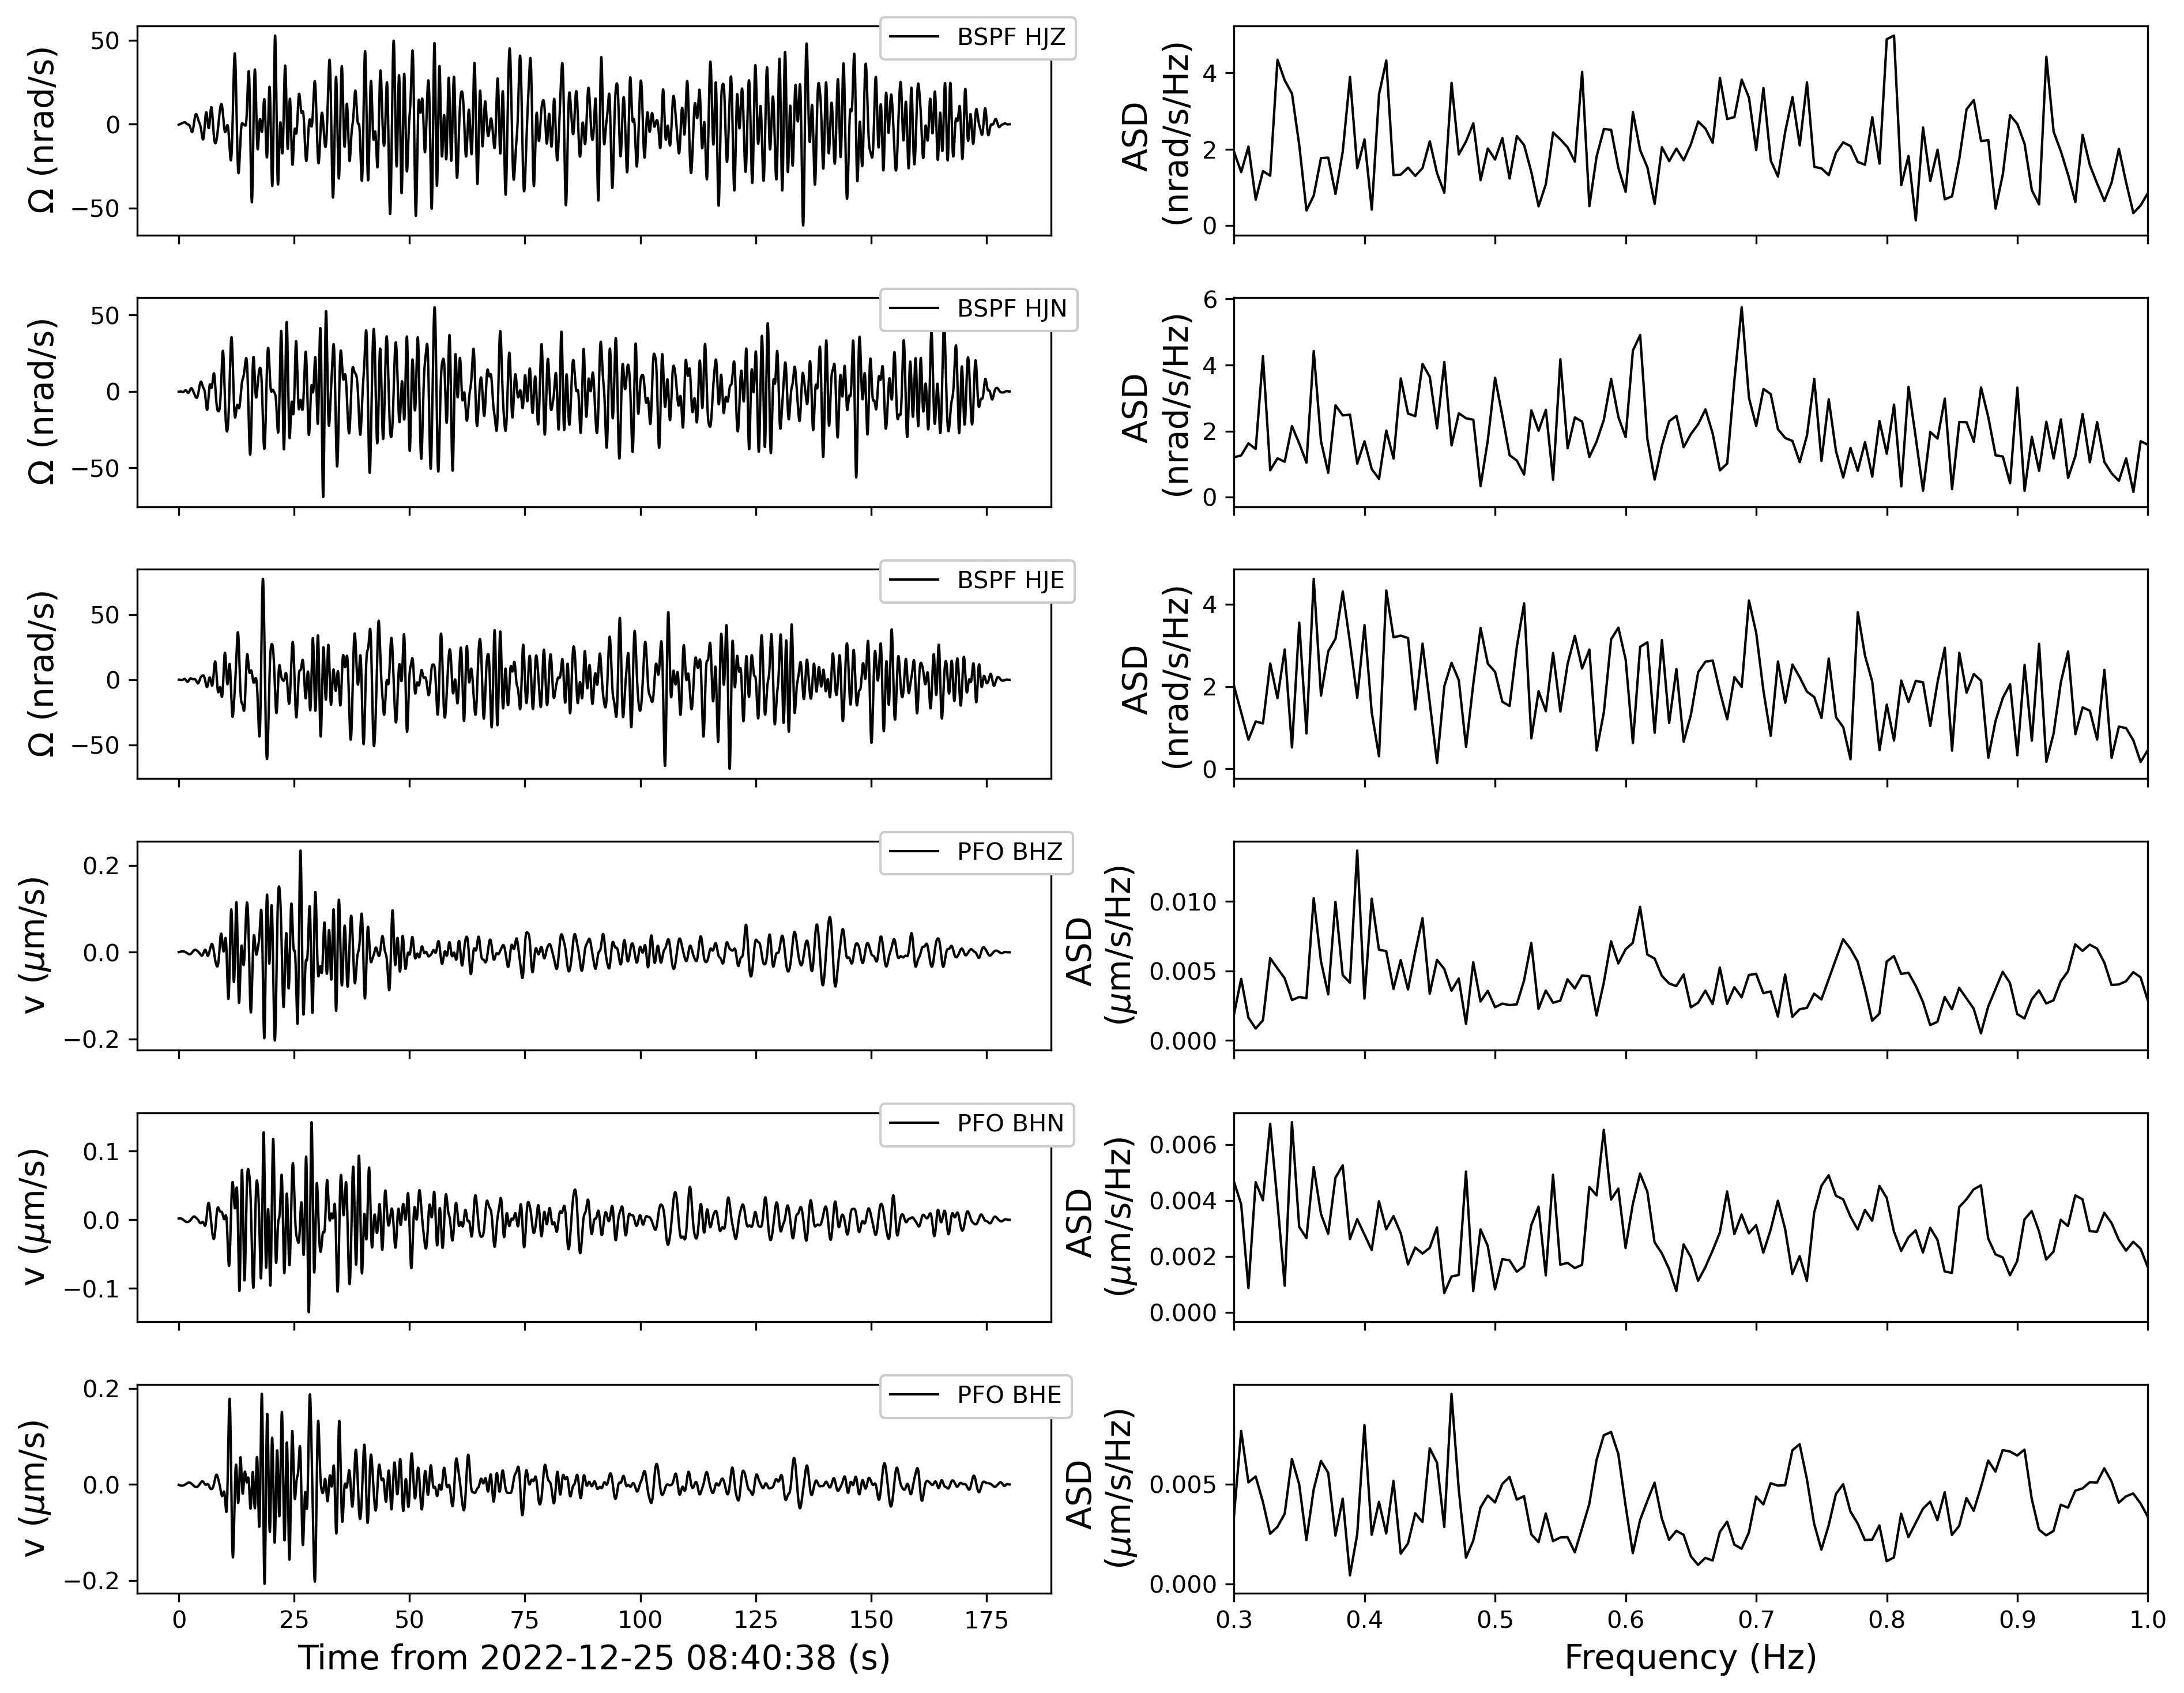 BSPF HJZ
Ω (nrad/s)
50
0
−50
ASD
(nrad/s/Hz)
4
2
0
BSPF HJN
Ω (nrad/s)
50
0
−50
ASD
(nrad/s/Hz)
6
4
2
0
BSPF HJE
Ω (nrad/s)
50
0
−50
ASD
(nrad/s/Hz)
4
2
0
PFO BHZ
v (μm/s)
0.2
0.0
−0.2
ASD
(μm/s/Hz)
0.010
0.005
0.000
PFO BHN
v (μm/s)
0.1
0.0
−0.1
ASD
(μm/s/Hz)
0.006
0.004
0.002
0.000
PFO BHE
v (μm/s)
0.2
0.0
−0.2
ASD
(μm/s/Hz)
0.005
0.000
0 25 50 75 100 125 150 175
Time from 2022-12-25 08:40:38 (s)
0.3 0.4 0.5 0.6 0.7 0.8 0.9 1.0
Frequency (Hz)